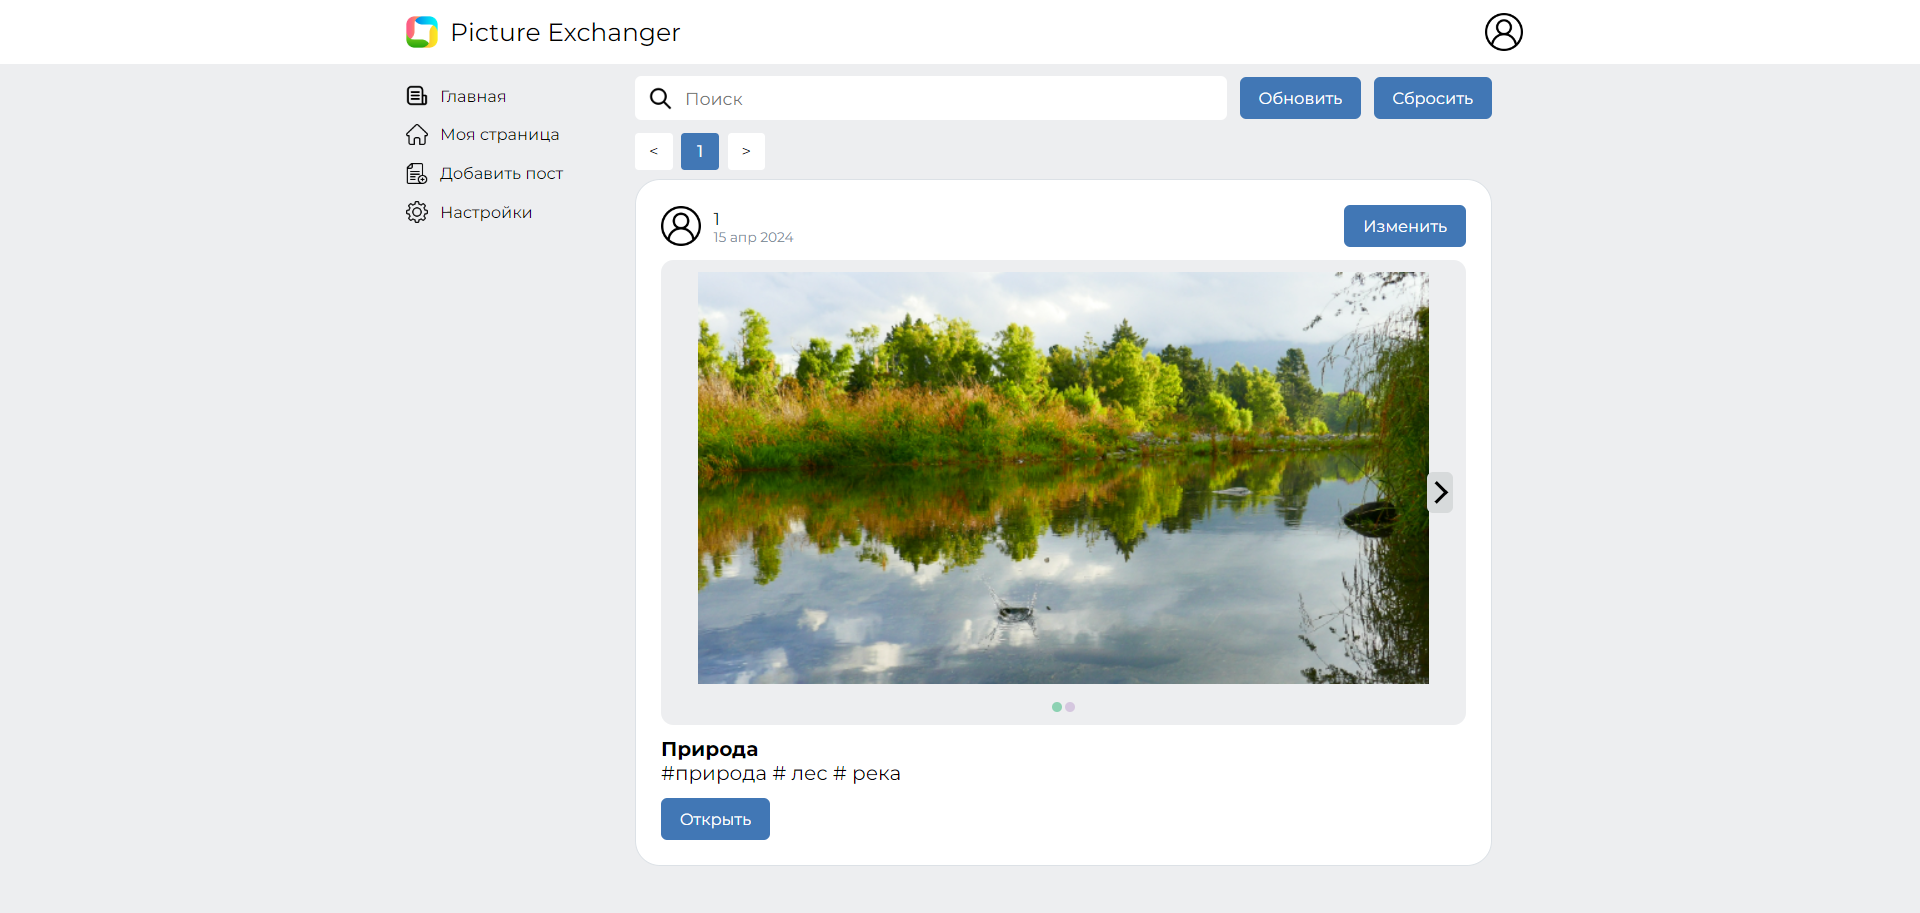 Picture Exchanger
Главная
Моя страница
Добавить пост
Настройки
Поиск
Обновить
Сбросить
< 1 >
1
15 апр 2024
Изменить
Природа
#природа # лес # река
Открыть